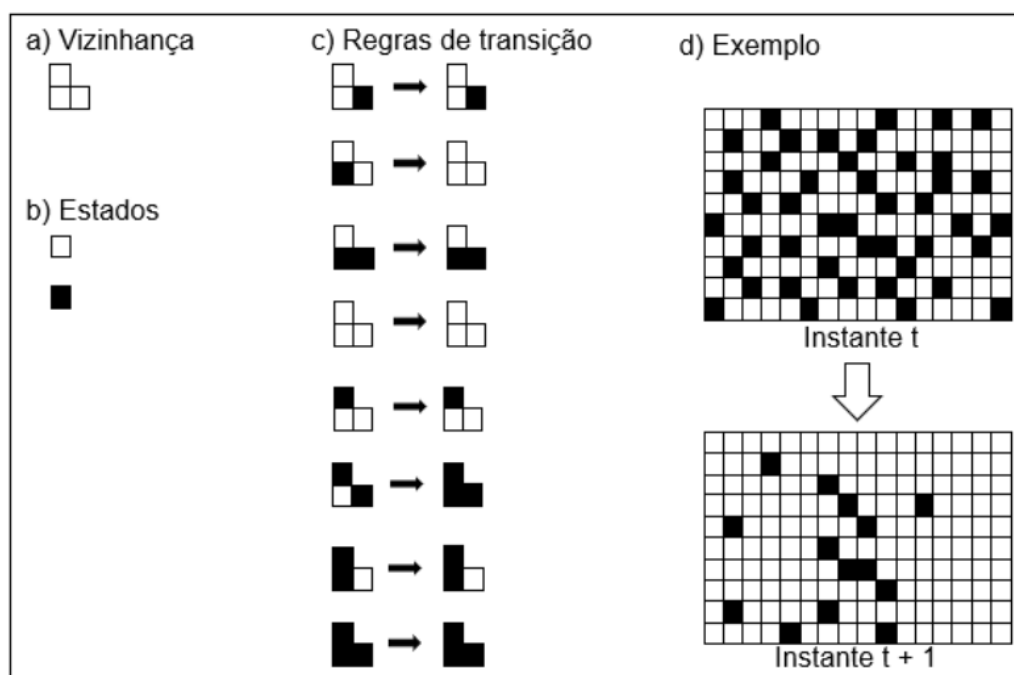 a) Vizinhança
b) Estados
c) Regras de transição
d) Exemplo
Instante t
Instante t + 1